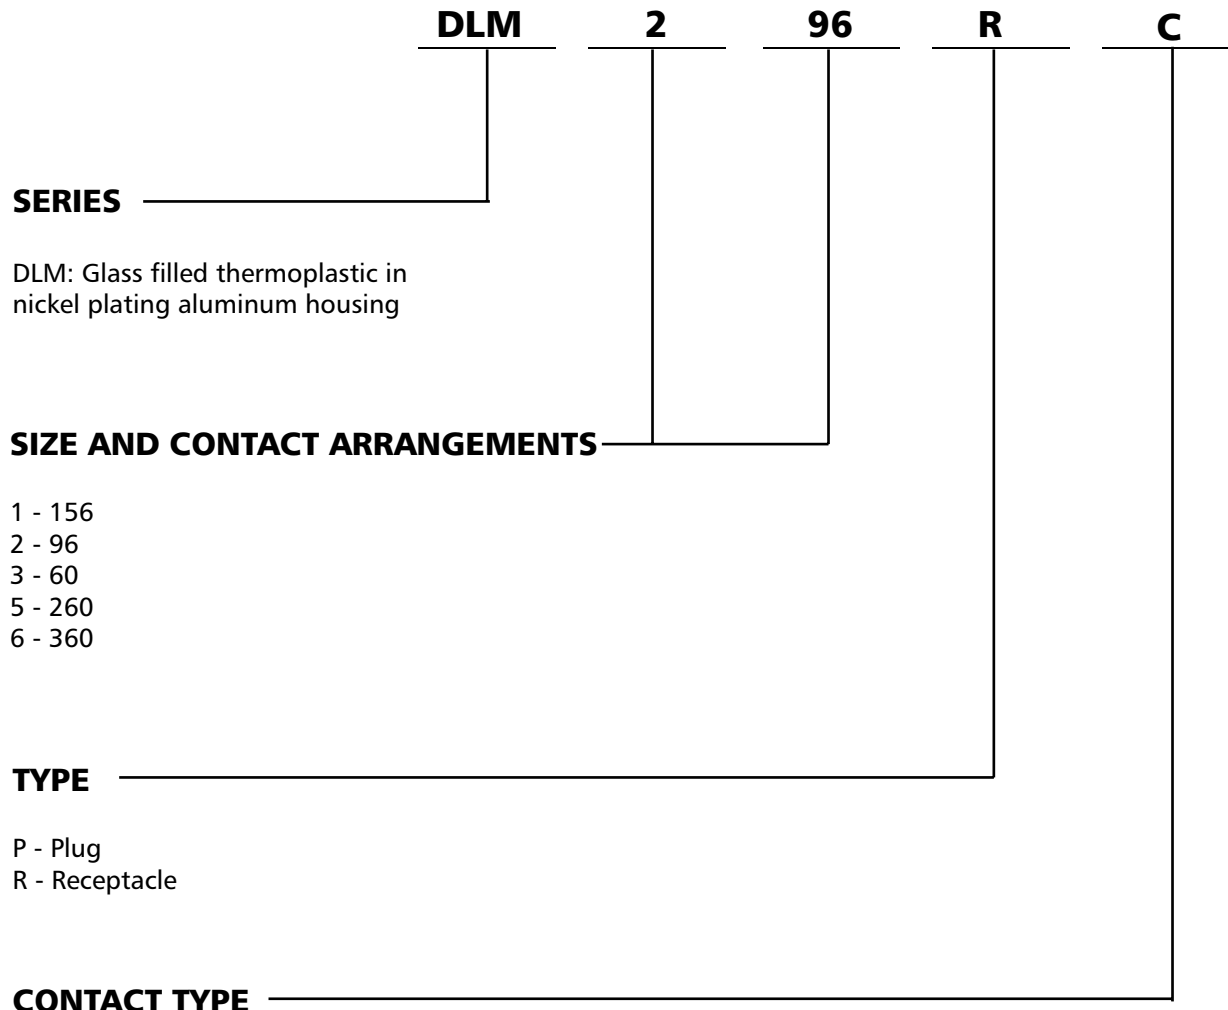 DLM 2 96 R C
SERIES
DLM: Glass filled thermoplastic in
nickel plating aluminum housing
SIZE AND CONTACT ARRANGEMENTS
1 - 156
2 - 96
3 - 60
5 - 260
6 - 360
TYPE
P - Plug
R - Receptacle
CONTACT TYPE